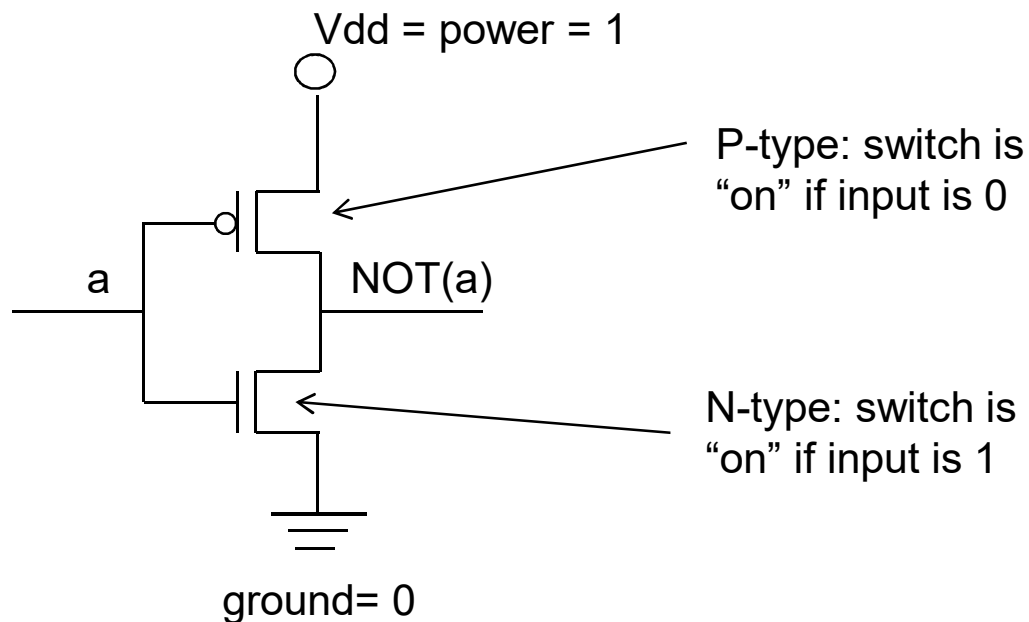 Vdd = power = 1
P-type: switch is
“on” if input is 0
a
NOT(a)
N-type: switch is
“on” if input is 1
ground= 0